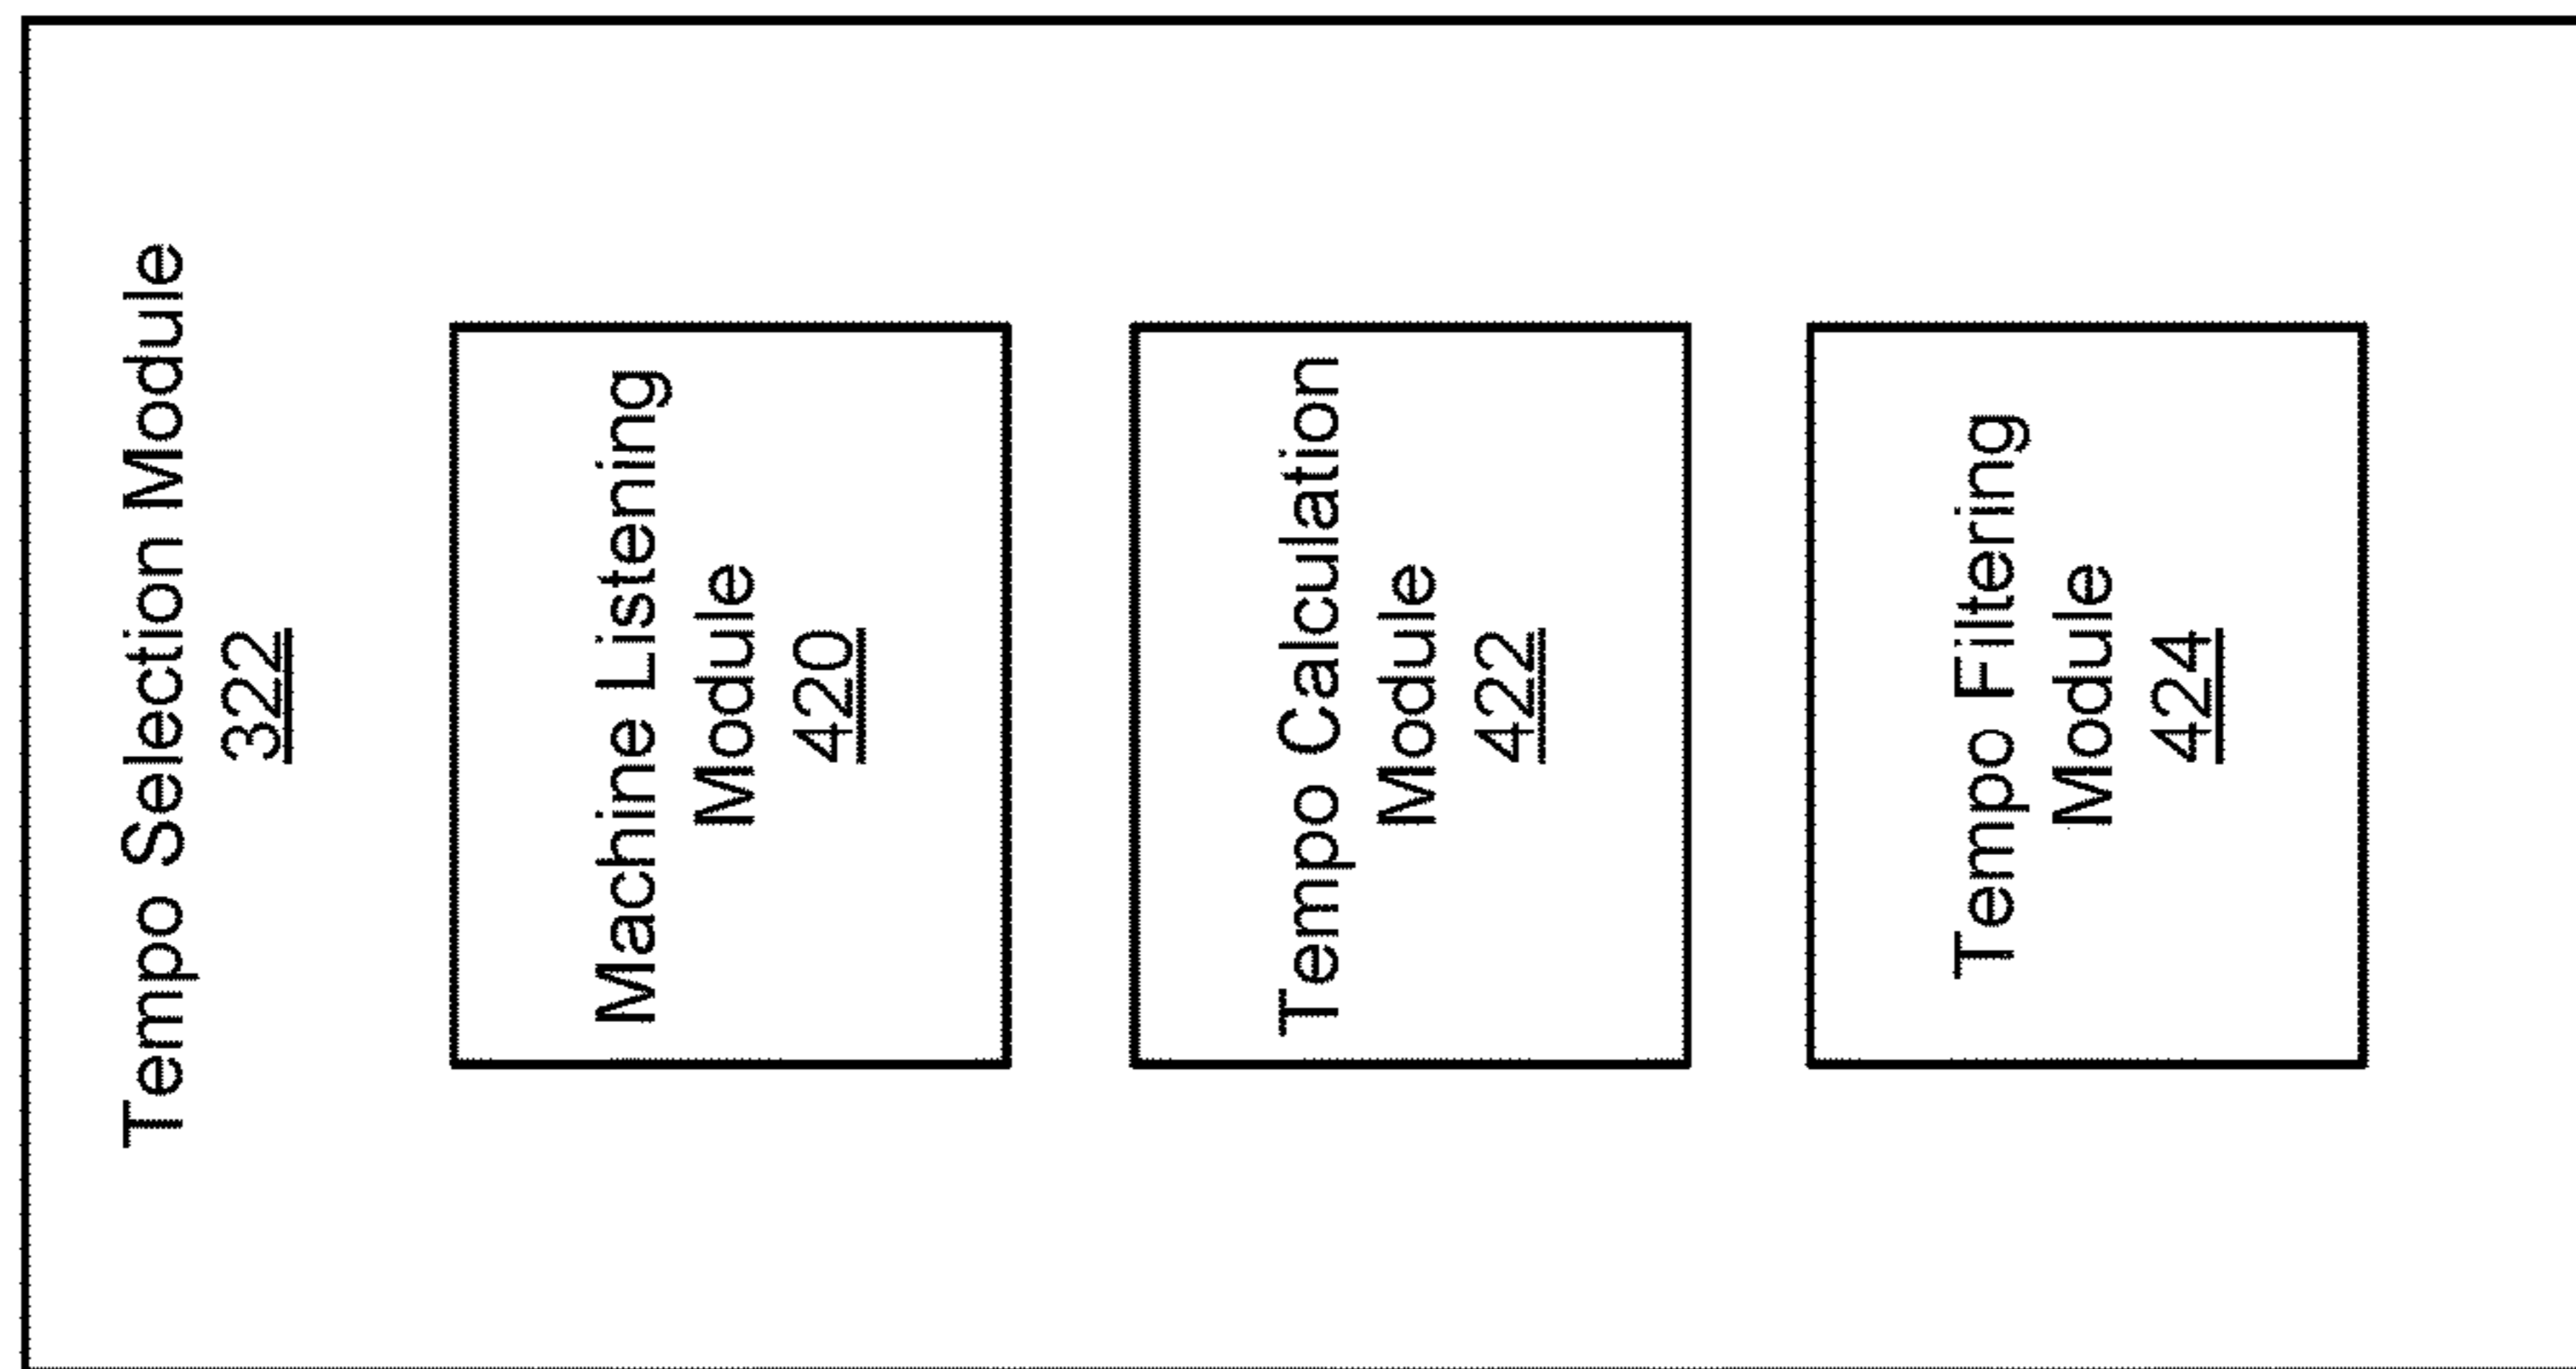 Tempo Selection Module
322
Machine Listening
Module
420
Tempo Calculation
Module
422
Tempo Filtering
Module
424